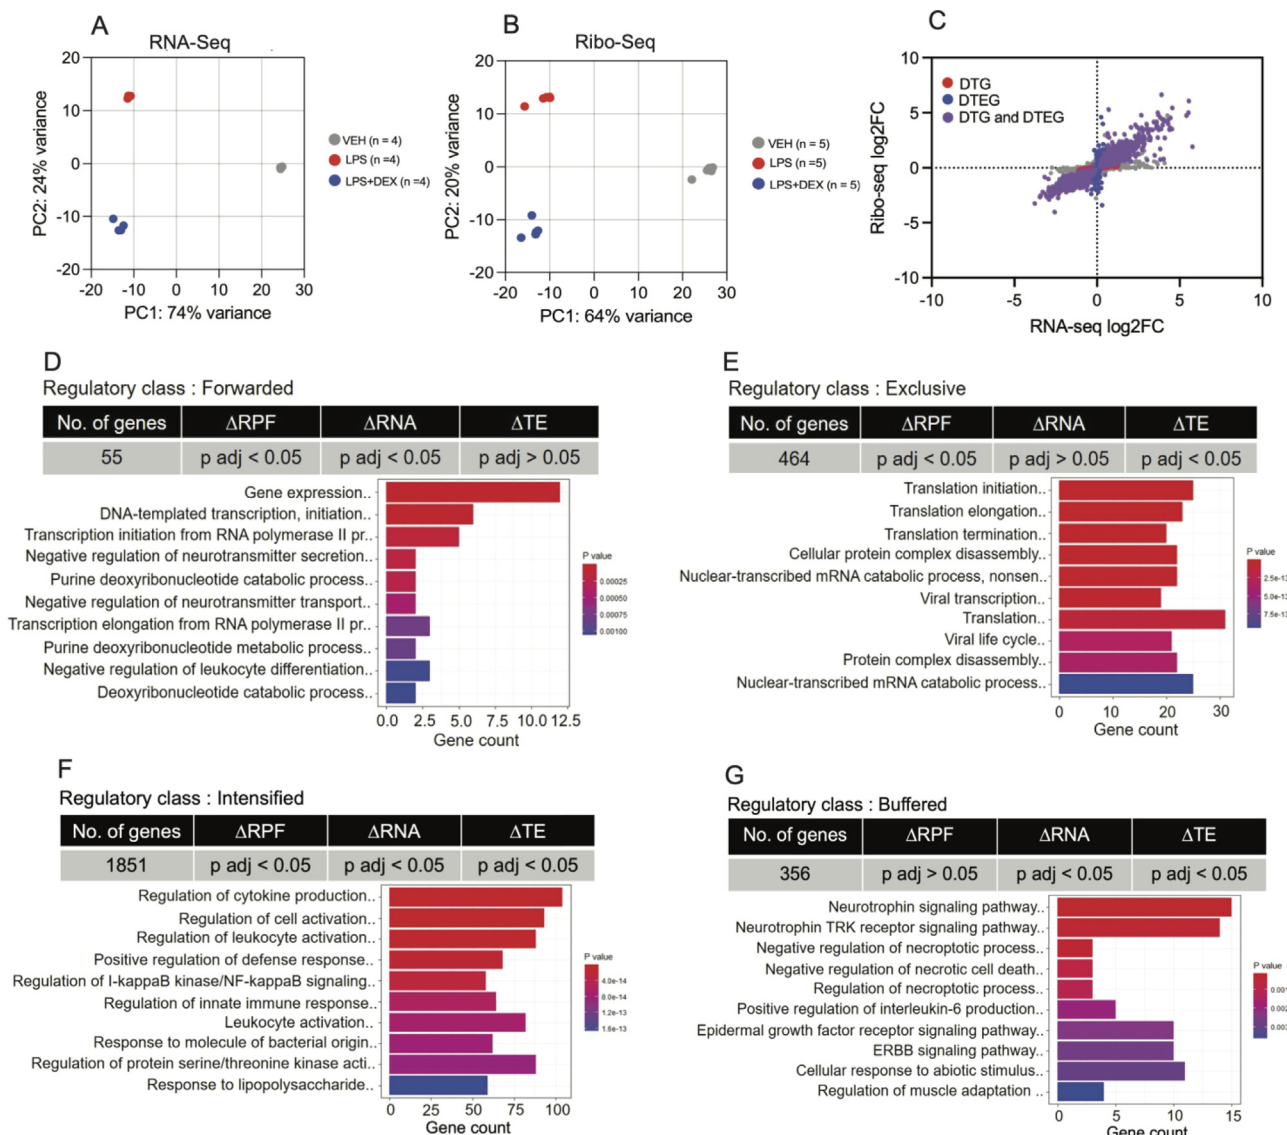 A
RNA-Seq
20
10
0
-10
-20
-20 -10 0 10 20 30
PC2: 24% variance
PC1: 74% variance
VEH (n = 4)
LPS (n =4)
LPS+DEX (n =4)
B
Ribo-Seq
20
10
0
-10
-20
-20 -10 0 10 20 30
PC2: 20% variance
PC1: 64% variance
VEH (n = 5)
LPS (n =5)
LPS+DEX (n = 5)
C
10
5
0
-5
-10
-10 -5 0 5 10
Ribo-seq log2FC
RNA-seq log2FC
DTG
DTEG
DTG and DTEG
D
Regulatory class : Forwarded
No. of genes ΔRPF ΔRNA ΔTE
55 p adj < 0.05 p adj < 0.05 p adj > 0.05
Gene expression..
DNA-templated transcription, initiation..
Transcription initiation from RNA polymerase II pr..
Negative regulation of neurotransmitter secretion..
Purine deoxyribonucleotide catabolic process..
Negative regulation of neurotransmitter transport..
Transcription elongation from RNA polymerase II pr..
Purine deoxyribonucleotide metabolic process..
Negative regulation of leukocyte differentiation..
Deoxyribonucleotide catabolic process..
0.0 2.5 5.0 7.5 10.0 12.5
Gene count
P value
0.00025
0.00050
0.00075
0.00100
E
Regulatory class : Exclusive
No. of genes ΔRPF ΔRNA ΔTE
464 p adj < 0.05 p adj > 0.05 p adj < 0.05
Translation initiation..
Translation elongation..
Translation termination..
Cellular protein complex disassembly..
Nuclear-transcribed mRNA catabolic process, nonsen..
Viral transcription..
Translation..
Viral life cycle..
Protein complex disassembly..
Nuclear-transcribed mRNA catabolic process..
0 10 20 30
Gene count
P value
2.5e-13
5.0e-13
7.5e-13
F
Regulatory class : Intensified
No. of genes ΔRPF ΔRNA ΔTE
1851 p adj < 0.05 p adj < 0.05 p adj < 0.05
Regulation of cytokine production..
Regulation of cell activation..
Regulation of leukocyte activation..
Positive regulation of defense response..
Regulation of I-kappaB kinase/NF-kappaB signaling..
Regulation of innate immune response..
Leukocyte activation..
Response to molecule of bacterial origin..
Regulation of protein serine/threonine kinase acti..
Response to lipopolysaccharide..
0 25 50 75 100
Gene count
P value
4.0e-14
8.0e-14
1.2e-13
1.6e-13
G
Regulatory class : Buffered
No. of genes ΔRPF ΔRNA ΔTE
356 p adj > 0.05 p adj < 0.05 p adj < 0.05
Neurotrophin signaling pathway..
Neurotrophin TRK receptor signaling pathway..
Negative regulation of necroptotic process..
Negative regulation of necrotic cell death..
Regulation of necroptotic process..
Positive regulation of interleukin-6 production..
Epidermal growth factor receptor signaling pathway..
ERBB signaling pathway..
Cellular response to abiotic stimulus..
Regulation of muscle adaptation ..
0 5 10 15
Gene count
P value
0.001
0.002
0.003